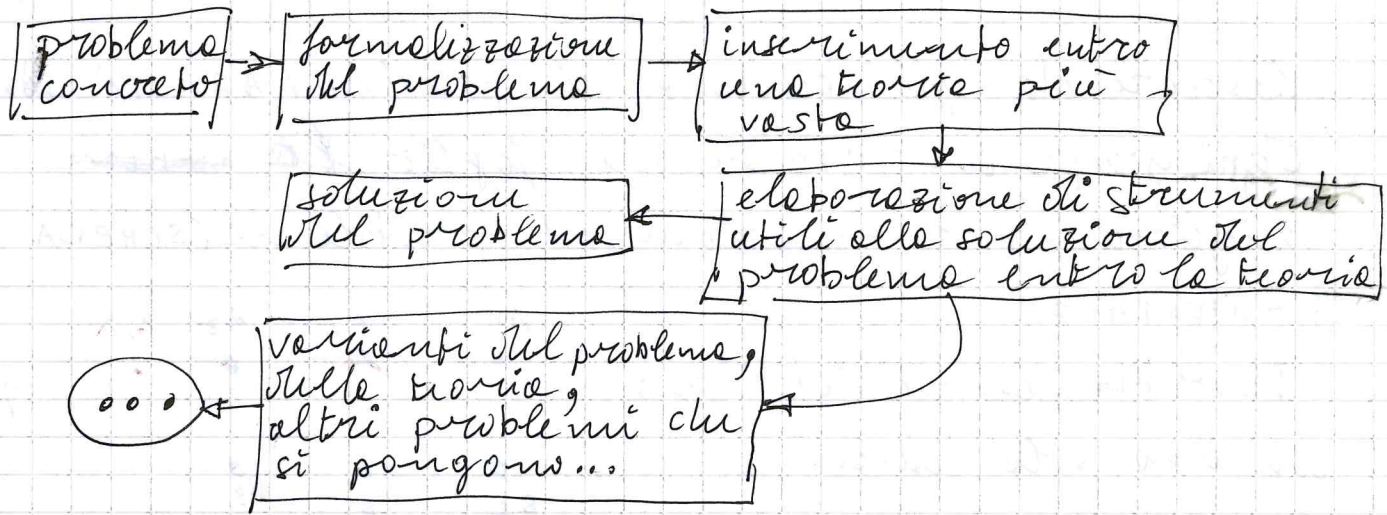 problema
concreto
formalizzazione
del problema
inserimento entro
una teoria più
vasta
elaborazione di strumenti
utili alla soluzione del
problema entro la teoria
soluzione
del problema
varianti del problema,
della teoria,
altri problemi che
si pongono...
...